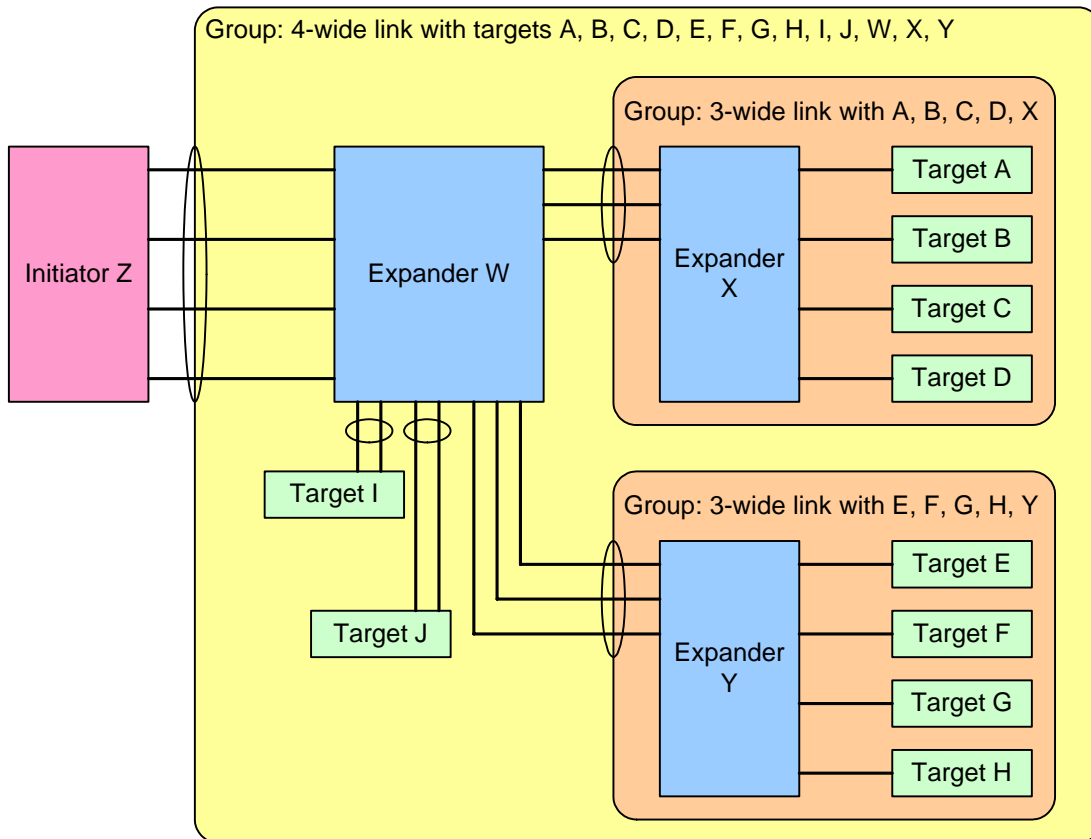 Group: 4-wide link with targets A, B, C, D, E, F, G, H, I, J, W, X, Y
Group: 3-wide link with A, B, C, D, X
Initiator Z
Expander W
Expander
X
Target A
Target B
Target C
Target D
Target I
Target J
Group: 3-wide link with E, F, G, H, Y
Expander
Y
Target E
Target F
Target G
Target H